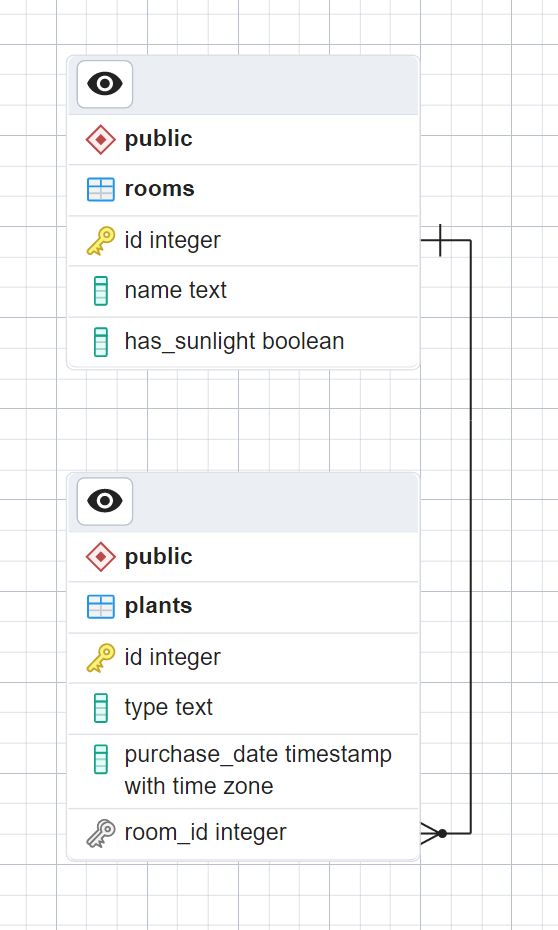 public
rooms
id integer
name text
has_sunlight boolean
public
plants
id integer
type text
purchase_date timestamp
with time zone
room_id integer